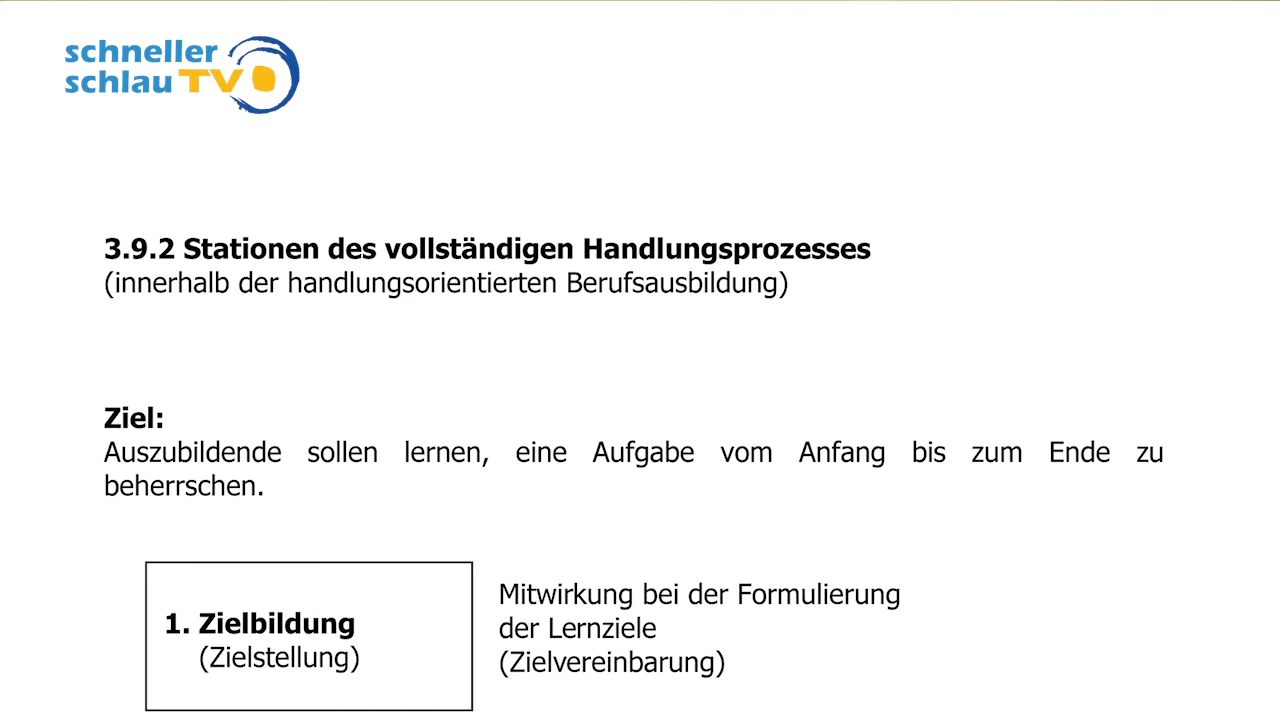 schneller
schlau TV
3.9.2 Stationen des vollständigen Handlungsprozesses
(innerhalb der handlungsorientierten Berufsausbildung)
Ziel:
Auszubildende sollen lernen, eine Aufgabe vom Anfang bis zum Ende zu
beherrschen.
1. Zielbildung
(Zielstellung)
Mitwirkung bei der Formulierung
der Lernziele
(Zielvereinbarung)